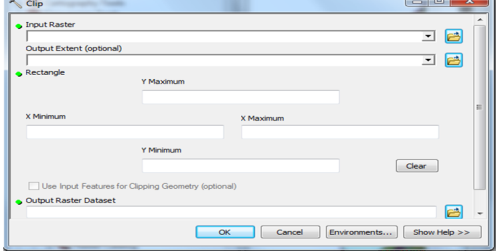 Clip
Input Raster
Output Extent (optional)
Rectangle
Y Maximum
X Minimum
X Maximum
Y Minimum
Clear
Use Input Features for Clipping Geometry (optional)
Output Raster Dataset
OK
Cancel
Environments...
Show Help >>